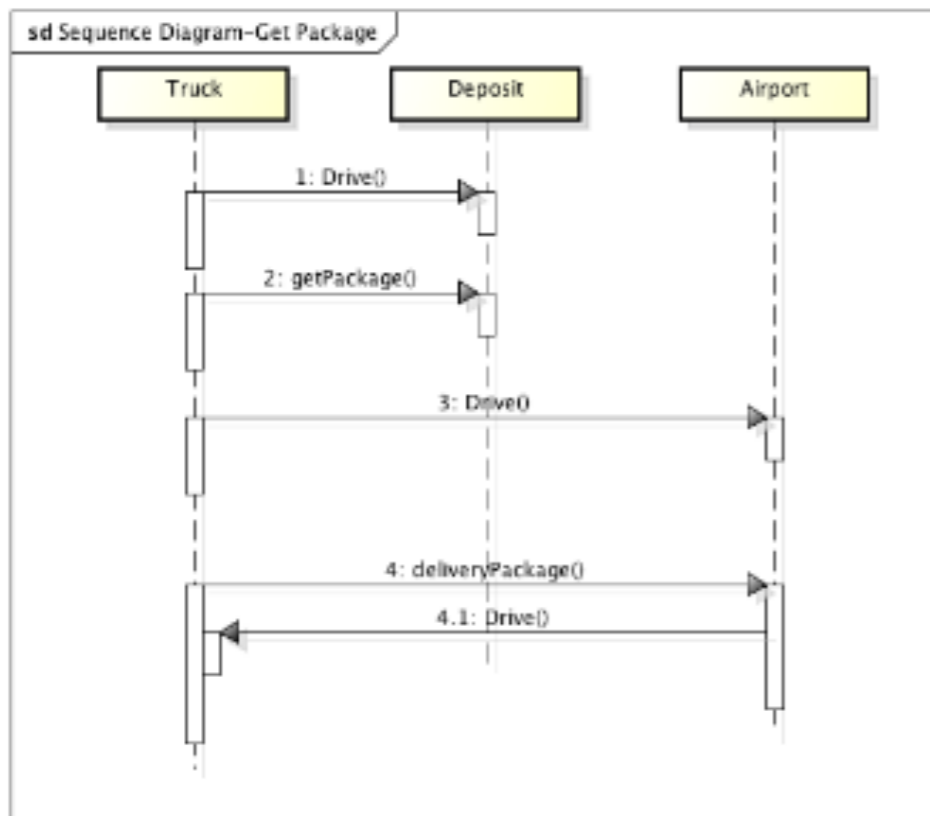 sd Sequence Diagram-Get Package
Truck
Deposit
Airport
1: Drive()
2: getPackage()
3: Drive()
4: deliveryPackage()
4.1: Drive()